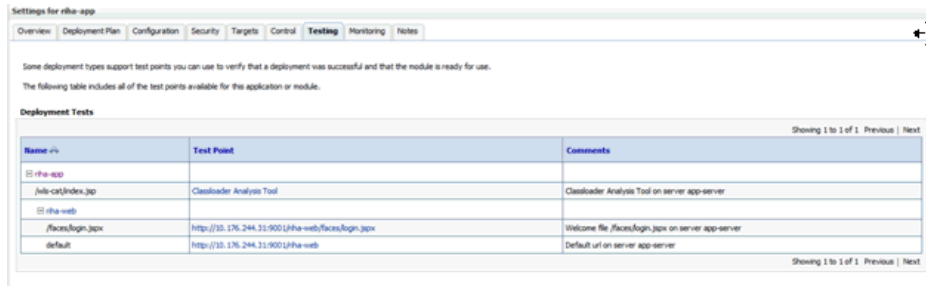 Settings for riha-app
Overview Deployment Plan Configuration Security Targets Control Testing Monitoring Notes
Some deployment types support test points you can use to verify that a deployment was successful and that the module is ready for use.
The following table includes all of the test points available for this application or module.
Deployment Tests
Showing 1 to 1 of 1 Previous | Next
Name Test Point Comments
riha-app
/wls-cat/index.jsp Classloader Analysis Tool Classloader Analysis Tool on server app-server
riha-web
/faces/login.jspx http://10.176.244.31:9001/riha-web/faces/login.jspx Welcome file /faces/login.jspx on server app-server
default http://10.176.244.31:9001/riha-web Default url on server app-server
Showing 1 to 1 of 1 Previous | Next